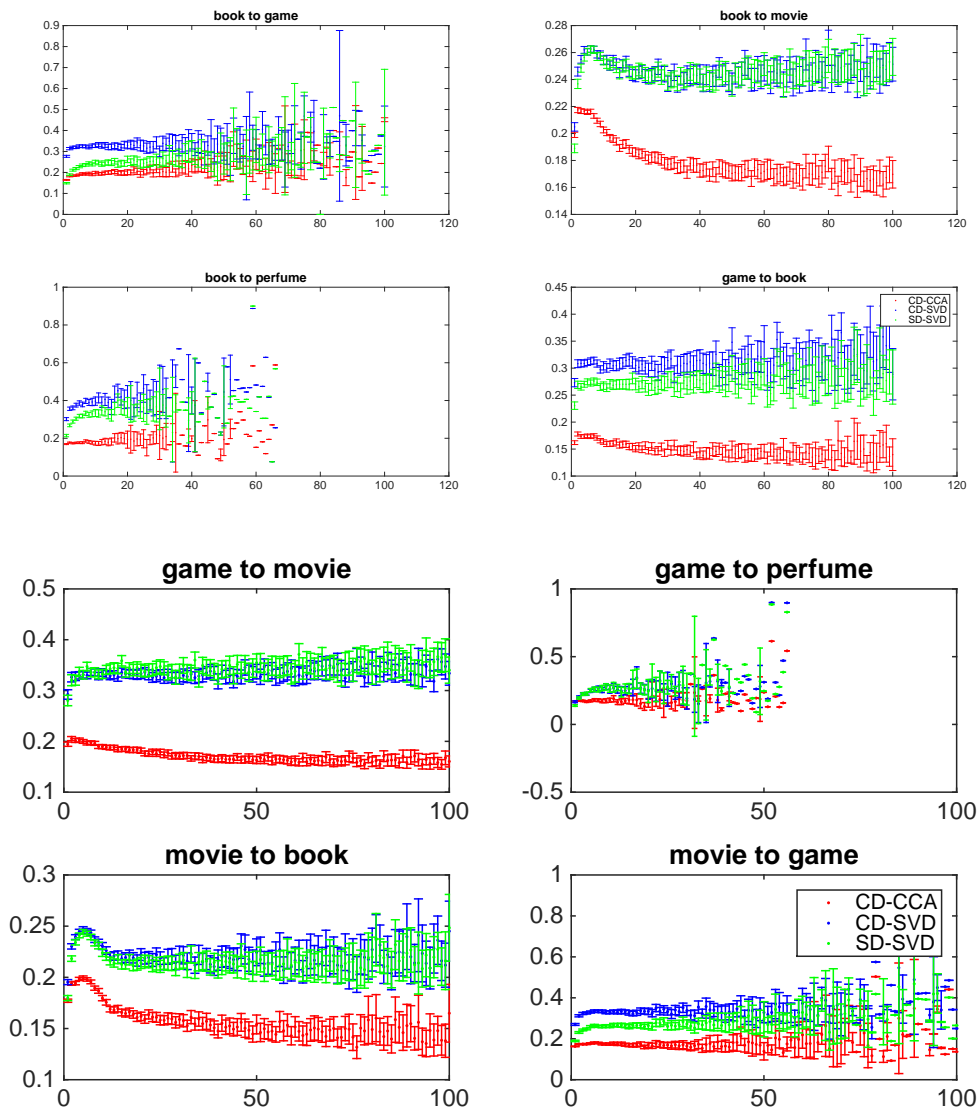 book to game
0.9
0.8
0.7
0.6
0.5
0.4
0.3
0.2
0.1
0
0 20 40 60 80 100 120
book to movie
0.28
0.26
0.24
0.22
0.2
0.18
0.16
0.14
0 20 40 60 80 100 120
book to perfume
1
0.8
0.6
0.4
0.2
0
0 20 40 60 80 100 120
game to book
0.45
0.4
0.35
0.3
0.25
0.2
0.15
0.1
0 20 40 60 80 100 120
CD-CCA
CD-SVD
SD-SVD
game to movie
0.5
0.4
0.3
0.2
0.1
0 50 100
game to perfume
1
0.5
0
-0.5
0 50 100
movie to book
0.3
0.25
0.2
0.15
0.1
0 50 100
movie to game
1
0.8
0.6
0.4
0.2
0
0 50 100
CD-CCA
CD-SVD
SD-SVD